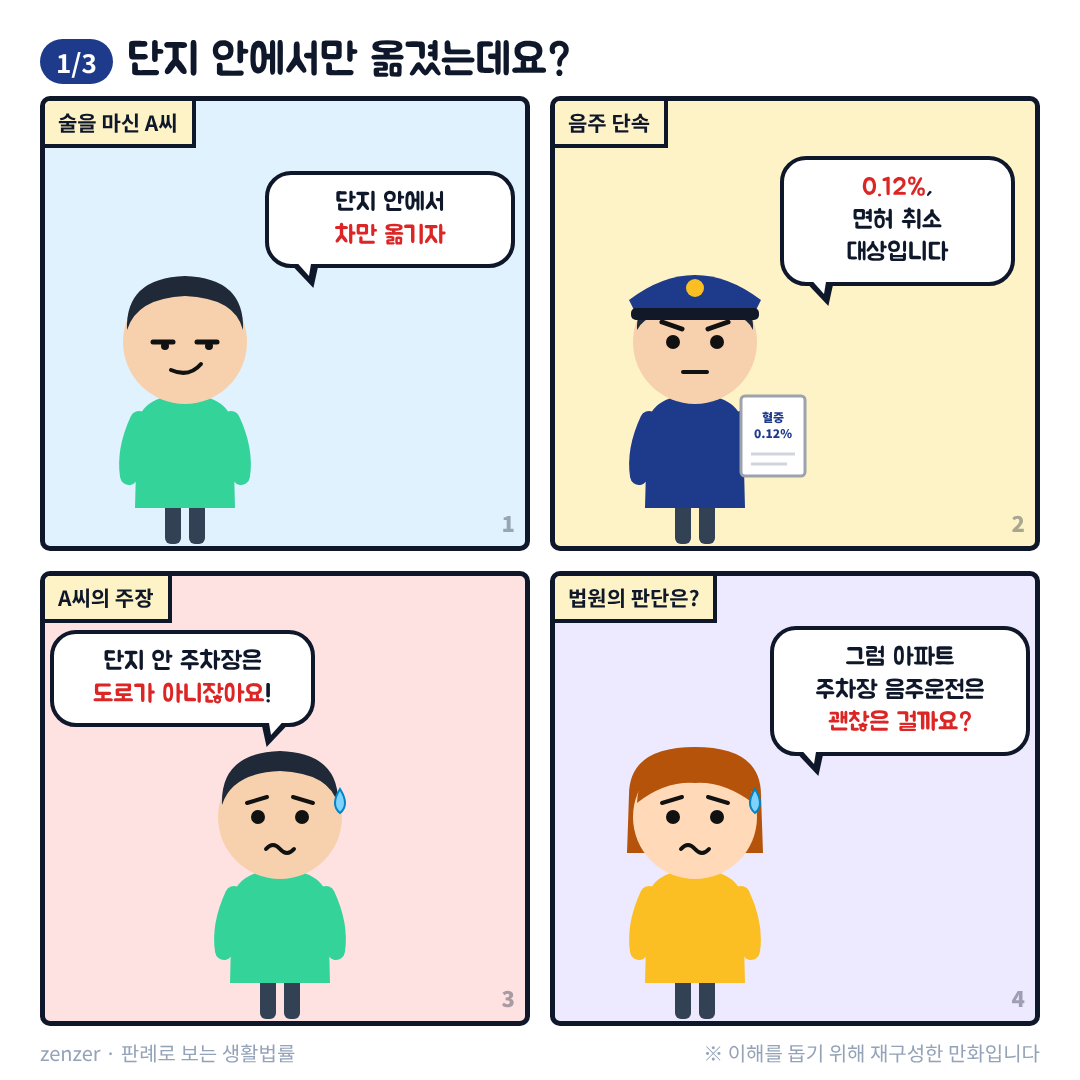 1/3 단지 안에서만 옮겼는데요?
술을 마신 A씨
단지 안에서
차만 옮기자
1
음주 단속
0.12%,
면허 취소
대상입니다
혈중
0.12%
2
A씨의 주장
단지 안 주차장은
도로가 아니잖아요!
3
법원의 판단은?
그럼 아파트
주차장 음주운전은
괜찮은 걸까요?
4
zenzer · 판례로 보는 생활법률
※ 이해를 돕기 위해 재구성한 만화입니다